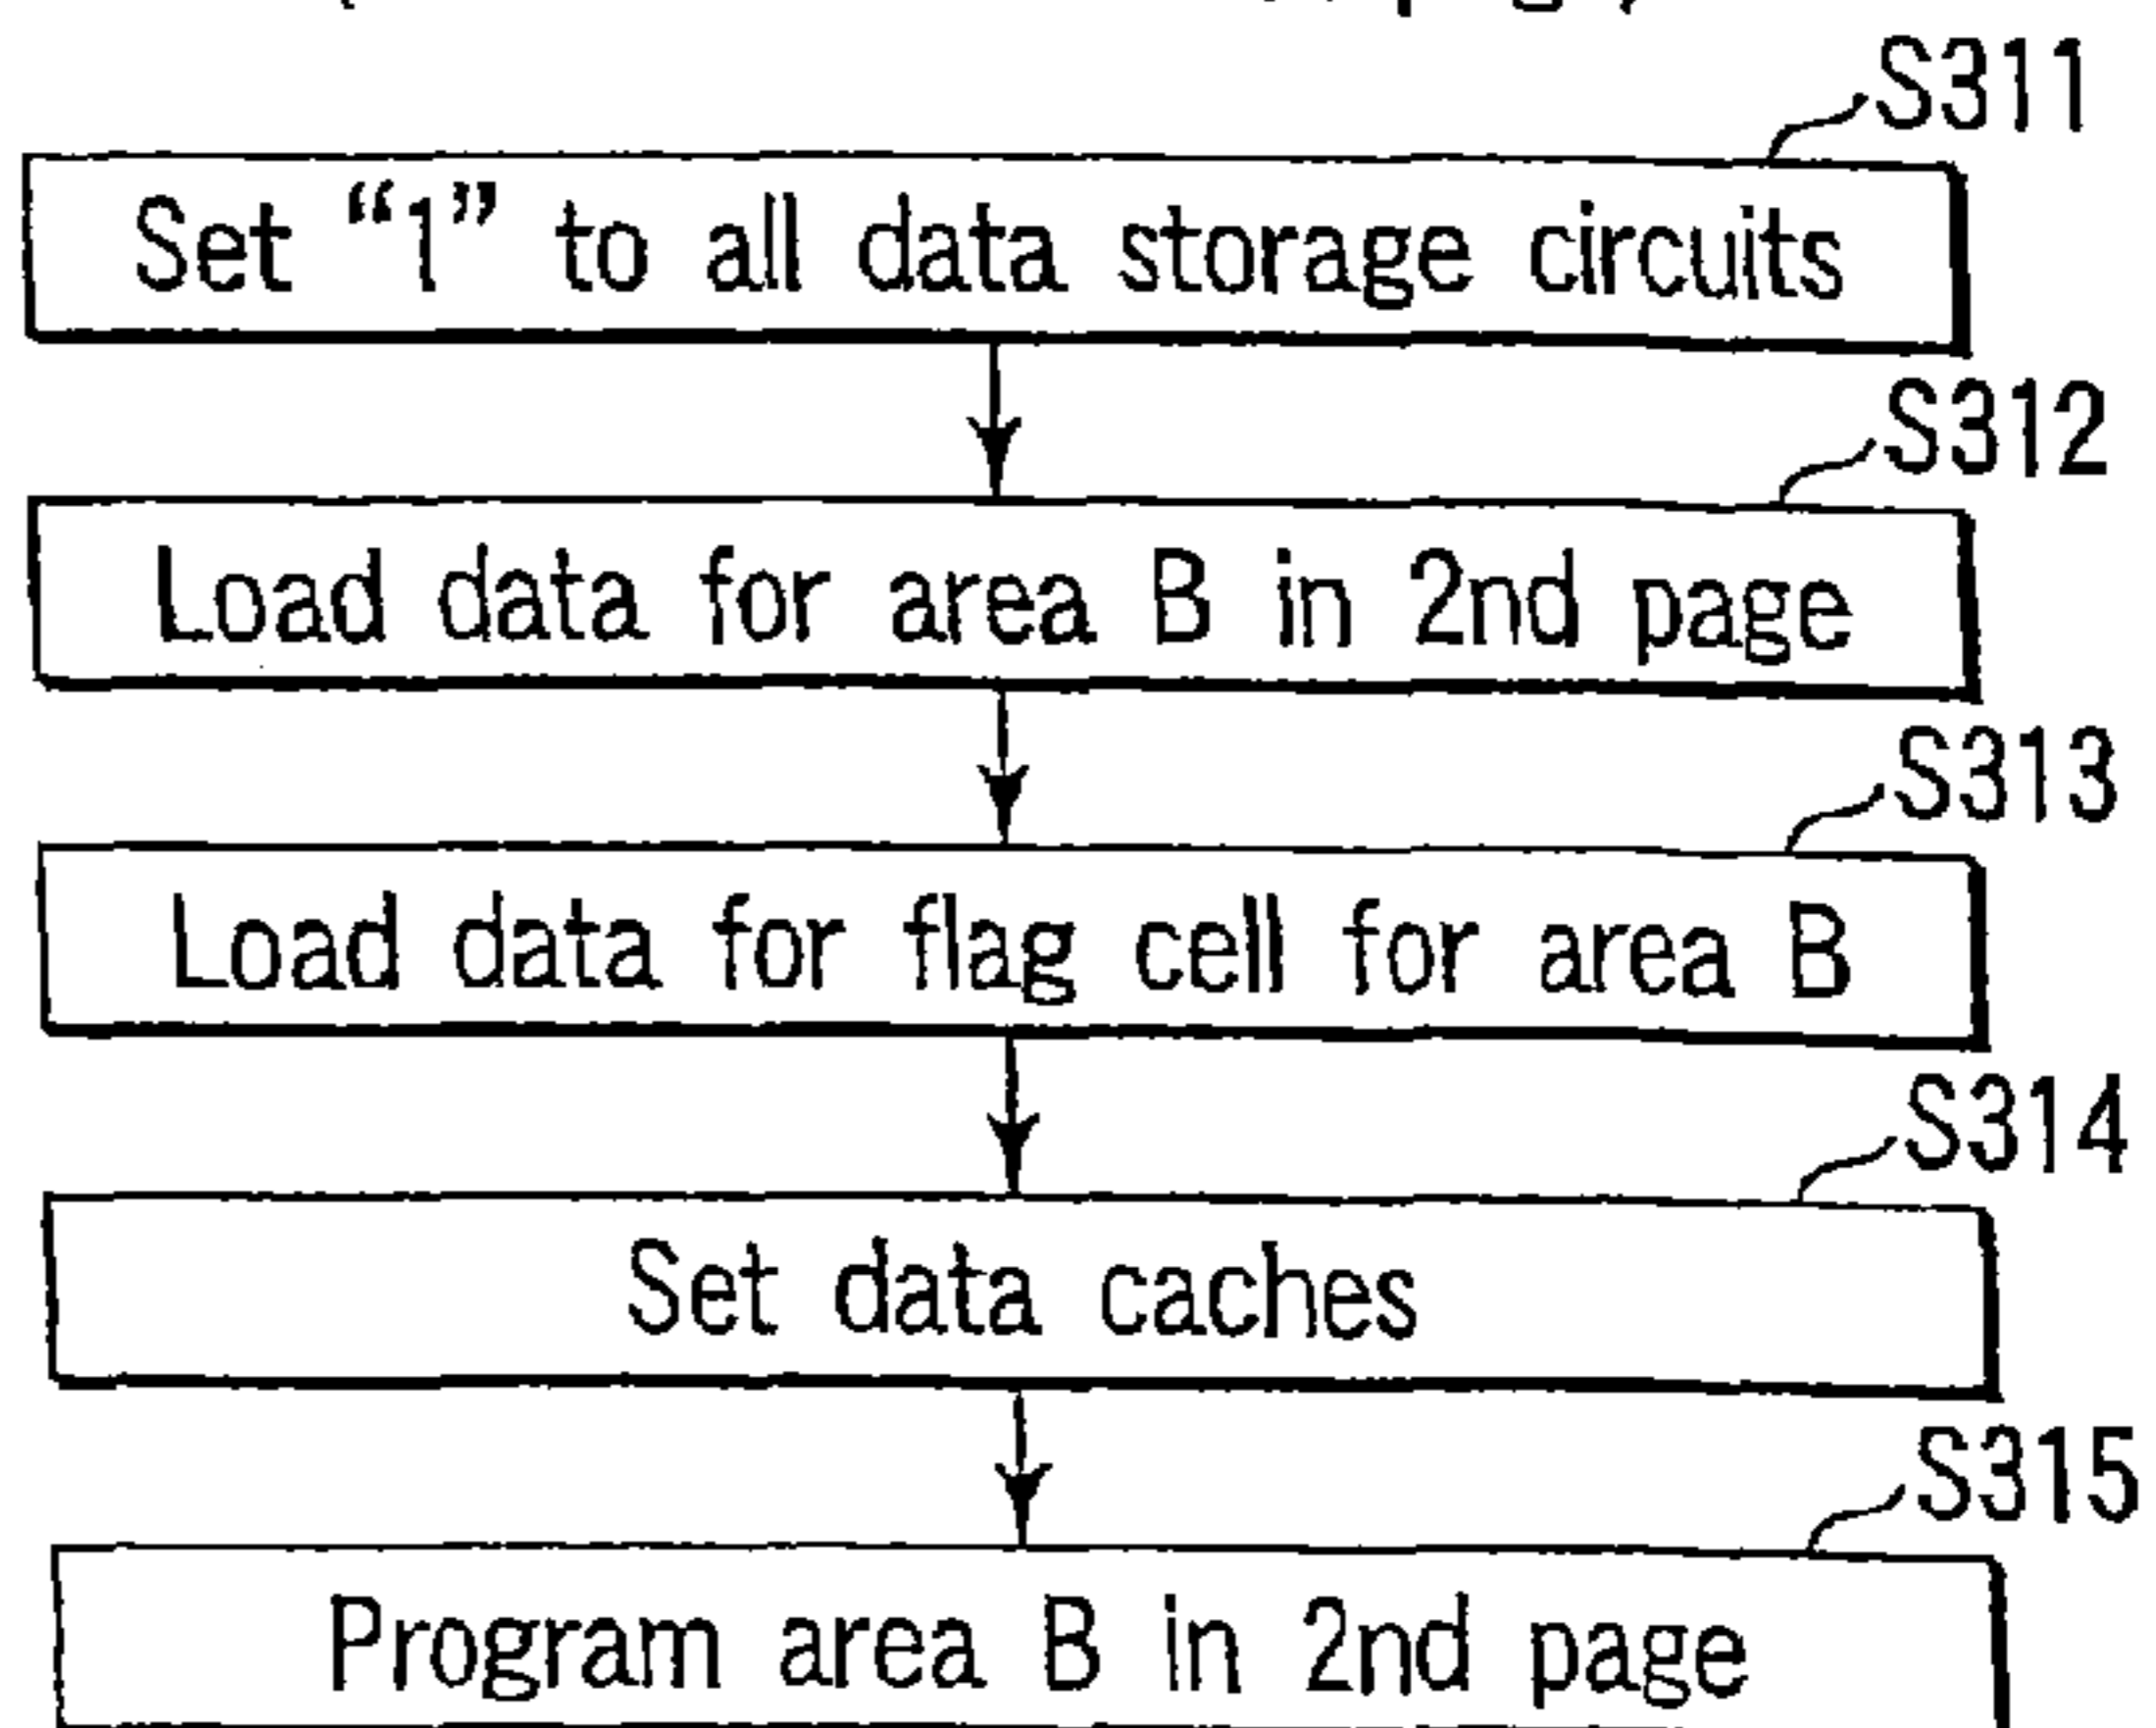 S311
Set “1” to all data storage circuits
S312
Load data for area B in 2nd page
S313
Load data for flag cell for area B
S314
Set data caches
S315
Program area B in 2nd page